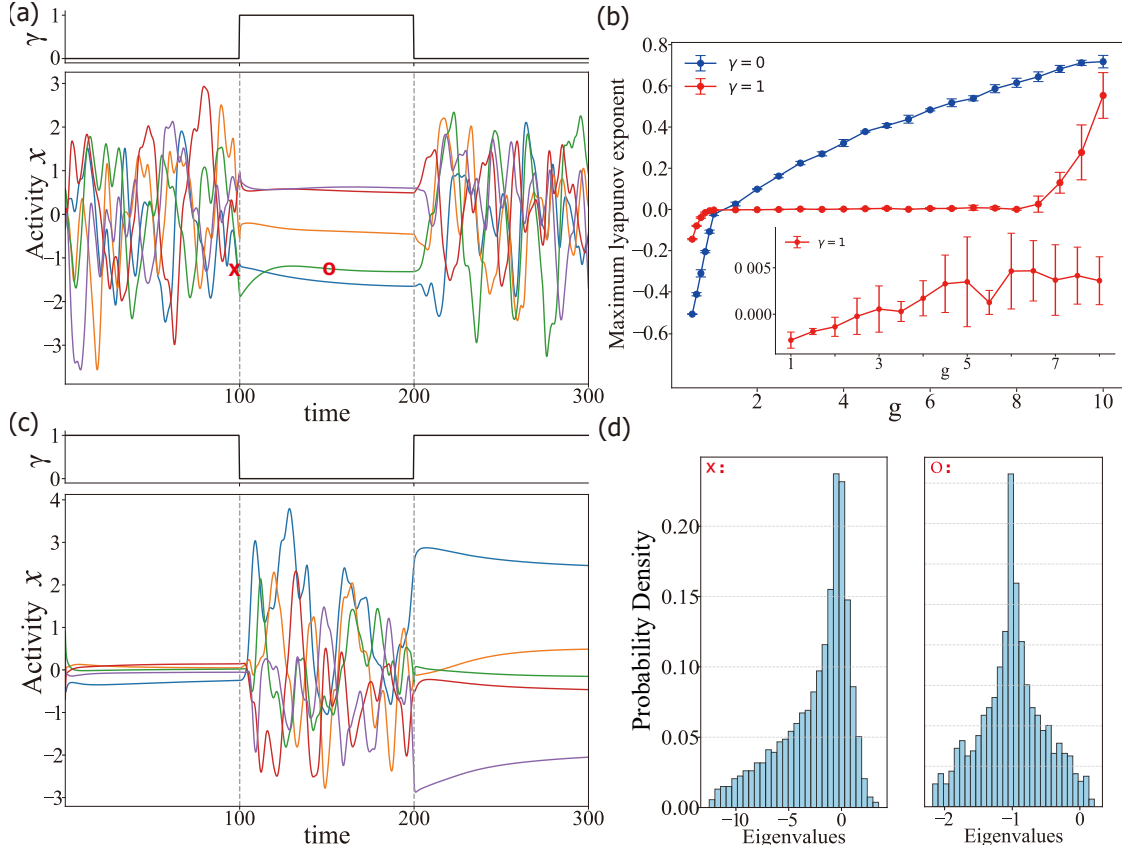 (a)
γ
1
0
Activity x
3
2
1
0
−1
−2
−3
x
o
100
200
300
time
(b)
Maximum lyapunov exponent
0.8
0.6
0.4
0.2
0.0
−0.2
−0.4
−0.6
γ = 0
γ = 1
γ = 1
0.005
0.000
1
3
5
7
g
2
4
6
8
10
g
(c)
γ
1
0
Activity x
4
3
2
1
0
−1
−2
−3
100
200
300
time
(d)
Probability Density
0.20
0.15
0.10
0.05
0.00
x:
−10
−5
0
Eigenvalues
o:
−2
−1
0
Eigenvalues